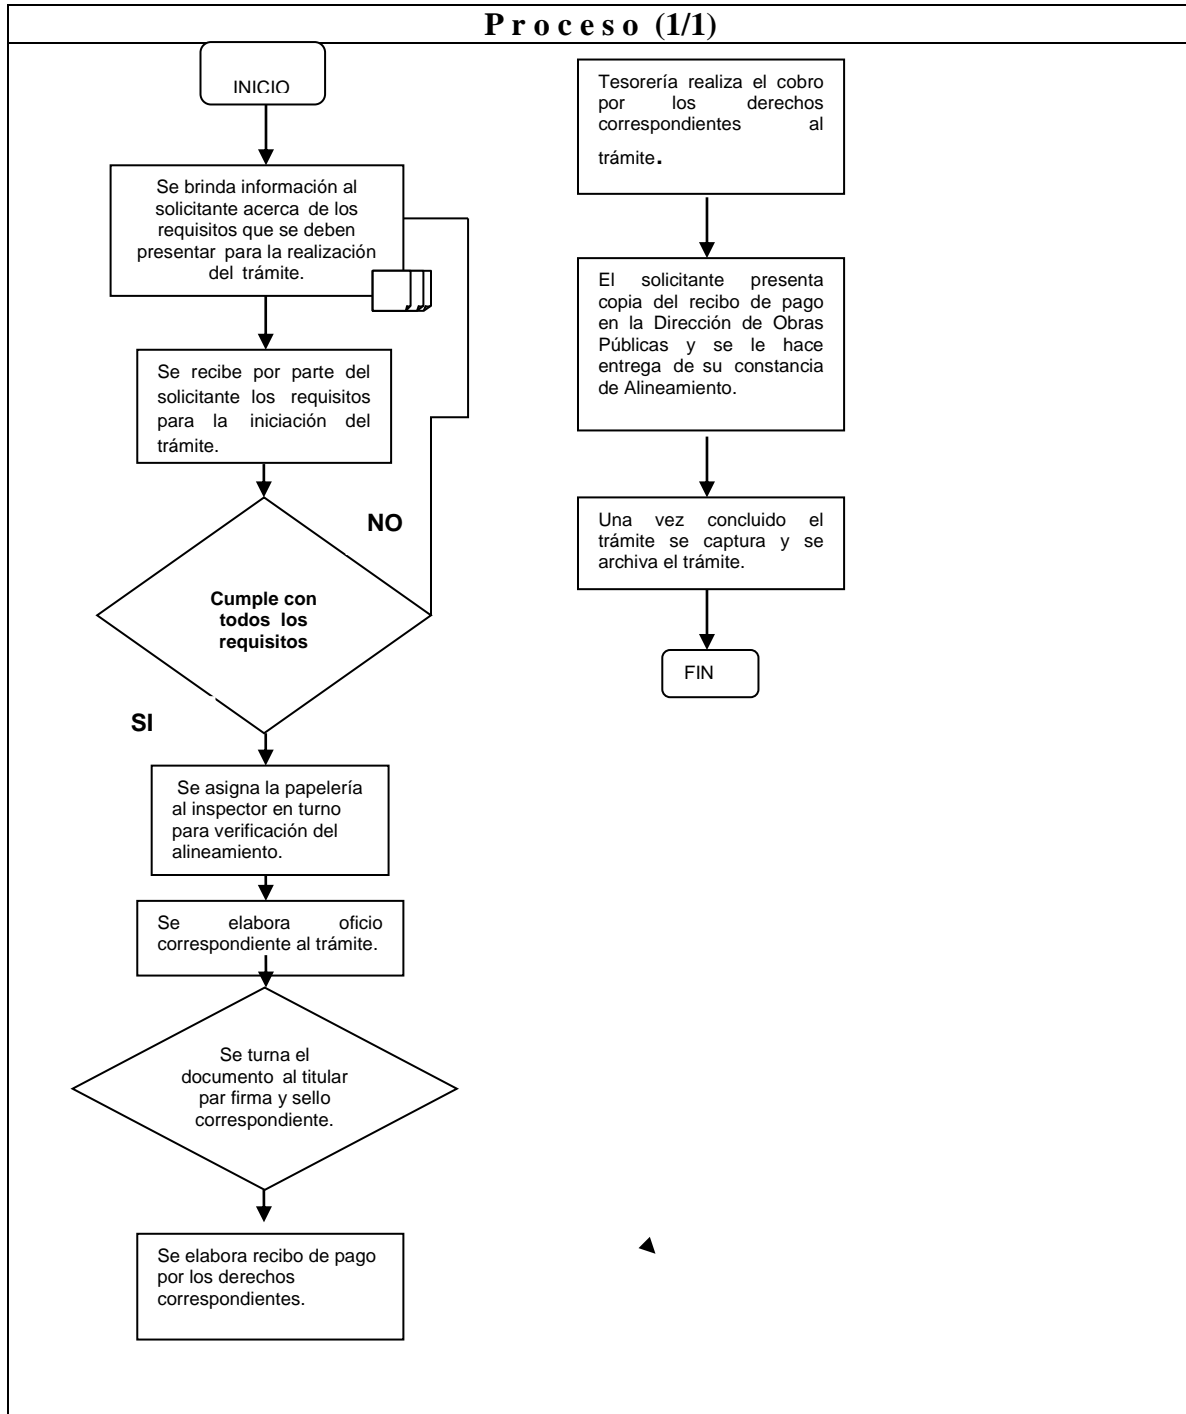 P r o c e s o (1/1)
INICIO
Se brinda información al
solicitante acerca de los
requisitos que se deben
presentar para la realización
del trámite.
Se recibe por parte del
solicitante los requisitos
para la iniciación del
trámite.
NO
Cumple con
todos los
requisitos
SI
Se asigna la papelería
al inspector en turno
para verificación del
alineamiento.
Se elabora oficio
correspondiente al trámite.
Se turna el
documento al titular
par firma y sello
correspondiente.
Se elabora recibo de pago
por los derechos
correspondientes.
Tesorería realiza el cobro
por los derechos
correspondientes al
trámite.
El solicitante presenta
copia del recibo de pago
en la Dirección de Obras
Públicas y se le hace
entrega de su constancia
de Alineamiento.
Una vez concluido el
trámite se captura y se
archiva el trámite.
FIN